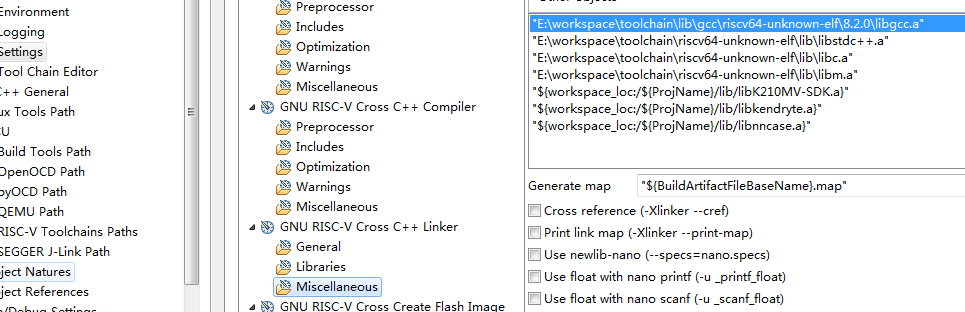 Environment
Logging
Settings
Tool Chain Editor
C++ General
ux Tools Path
CU
Build Tools Path
OpenOCD Path
pyOCD Path
QEMU Path
RISC-V Toolchains Paths
SEGGER J-Link Path
ject Natures
ject References
n/Debug Settings
Preprocessor
Includes
Optimization
Warnings
Miscellaneous
GNU RISC-V Cross C++ Compiler
Preprocessor
Includes
Optimization
Warnings
Miscellaneous
GNU RISC-V Cross C++ Linker
General
Libraries
Miscellaneous
GNU RISC-V Cross Create Flash Image
Other Objects
"E:\workspace\toolchain\lib\gcc\riscv64-unknown-elf\8.2.0\libgcc.a"
"E:\workspace\toolchain\riscv64-unknown-elf\lib\libstdc++.a"
"E:\workspace\toolchain\riscv64-unknown-elf\lib\libc.a"
"E:\workspace\toolchain\riscv64-unknown-elf\lib\libm.a"
"${workspace_loc:/${ProjName}/lib/libK210MV-SDK.a}"
"${workspace_loc:/${ProjName}/lib/libkendryte.a}"
"${workspace_loc:/${ProjName}/lib/libnncase.a}"
Generate map "${BuildArtifactFileBaseName}.map"
Cross reference (-Xlinker --cref)
Print link map (-Xlinker --print-map)
Use newlib-nano (--specs=nano.specs)
Use float with nano printf (-u _printf_float)
Use float with nano scanf (-u _scanf_float)